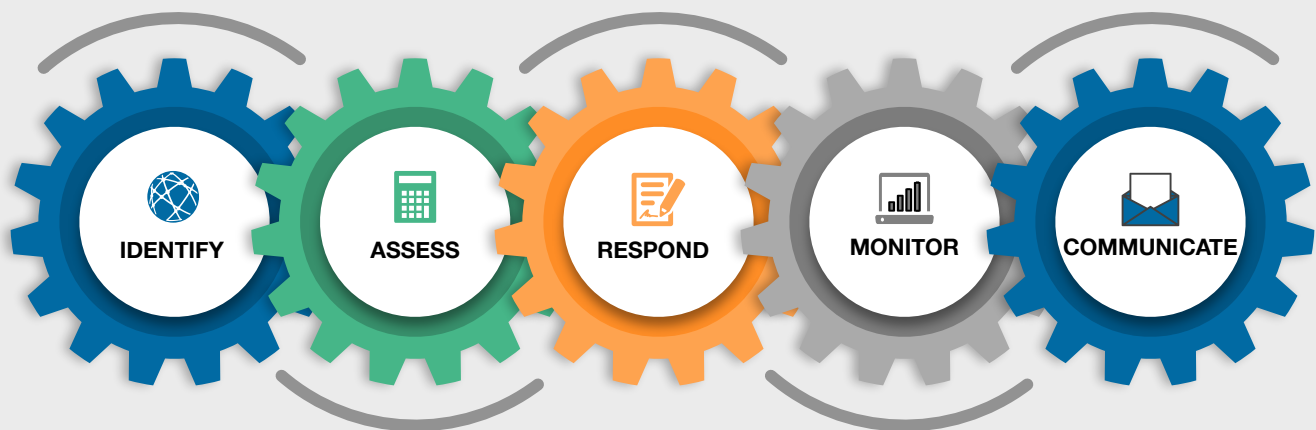 IDENTIFY
ASSESS
RESPOND
MONITOR
COMMUNICATE